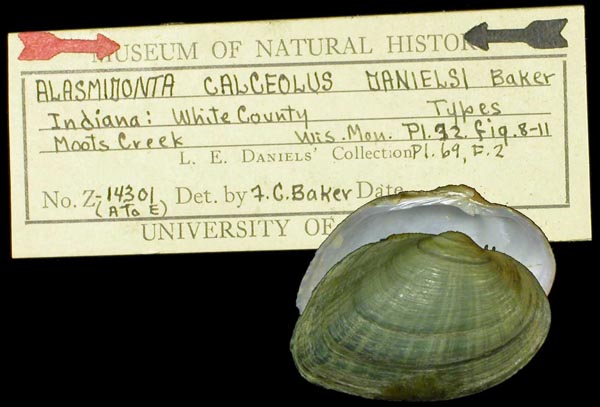 MUSEUM OF NATURAL HISTOR
ALASMIDONTA CALCEOLUS DANIELSI Baker
Indiana: White County Types
Moots Creek Wis. Mon. Pl. 92. fig. 8-11
L. E. DANIELS' Collection Pl. 69, F. 2
No. Z-14301 Det. by F. C. Baker Date
(A To E)
UNIVERSITY OF